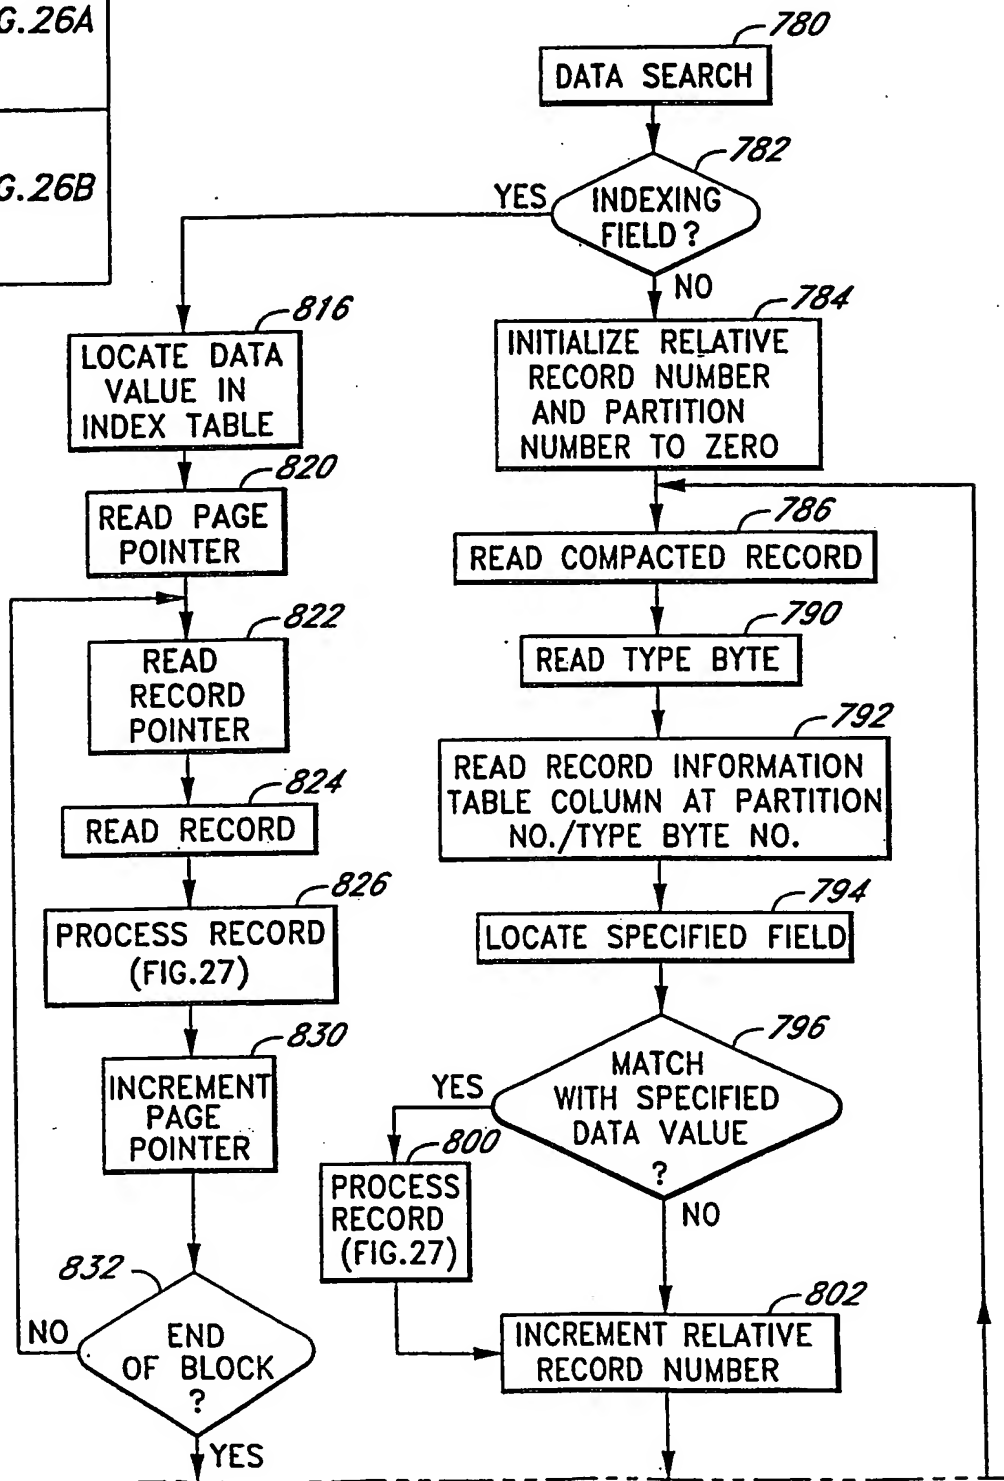 G.26A
G.26B
780
DATA SEARCH
782
INDEXING
FIELD?
YES
NO
784
INITIALIZE RELATIVE
RECORD NUMBER
AND PARTITION
NUMBER TO ZERO
816
LOCATE DATA
VALUE IN
INDEX TABLE
820
READ PAGE
POINTER
786
READ COMPACTED RECORD
822
READ
RECORD
POINTER
790
READ TYPE BYTE
792
READ RECORD INFORMATION
TABLE COLUMN AT PARTITION
NO./TYPE BYTE NO.
824
READ RECORD
826
PROCESS RECORD
(FIG.27)
794
LOCATE SPECIFIED FIELD
830
INCREMENT
PAGE
POINTER
796
MATCH
WITH SPECIFIED
DATA VALUE
?
YES
NO
800
PROCESS
RECORD
(FIG.27)
832
END
OF BLOCK
?
NO
YES
802
INCREMENT RELATIVE
RECORD NUMBER